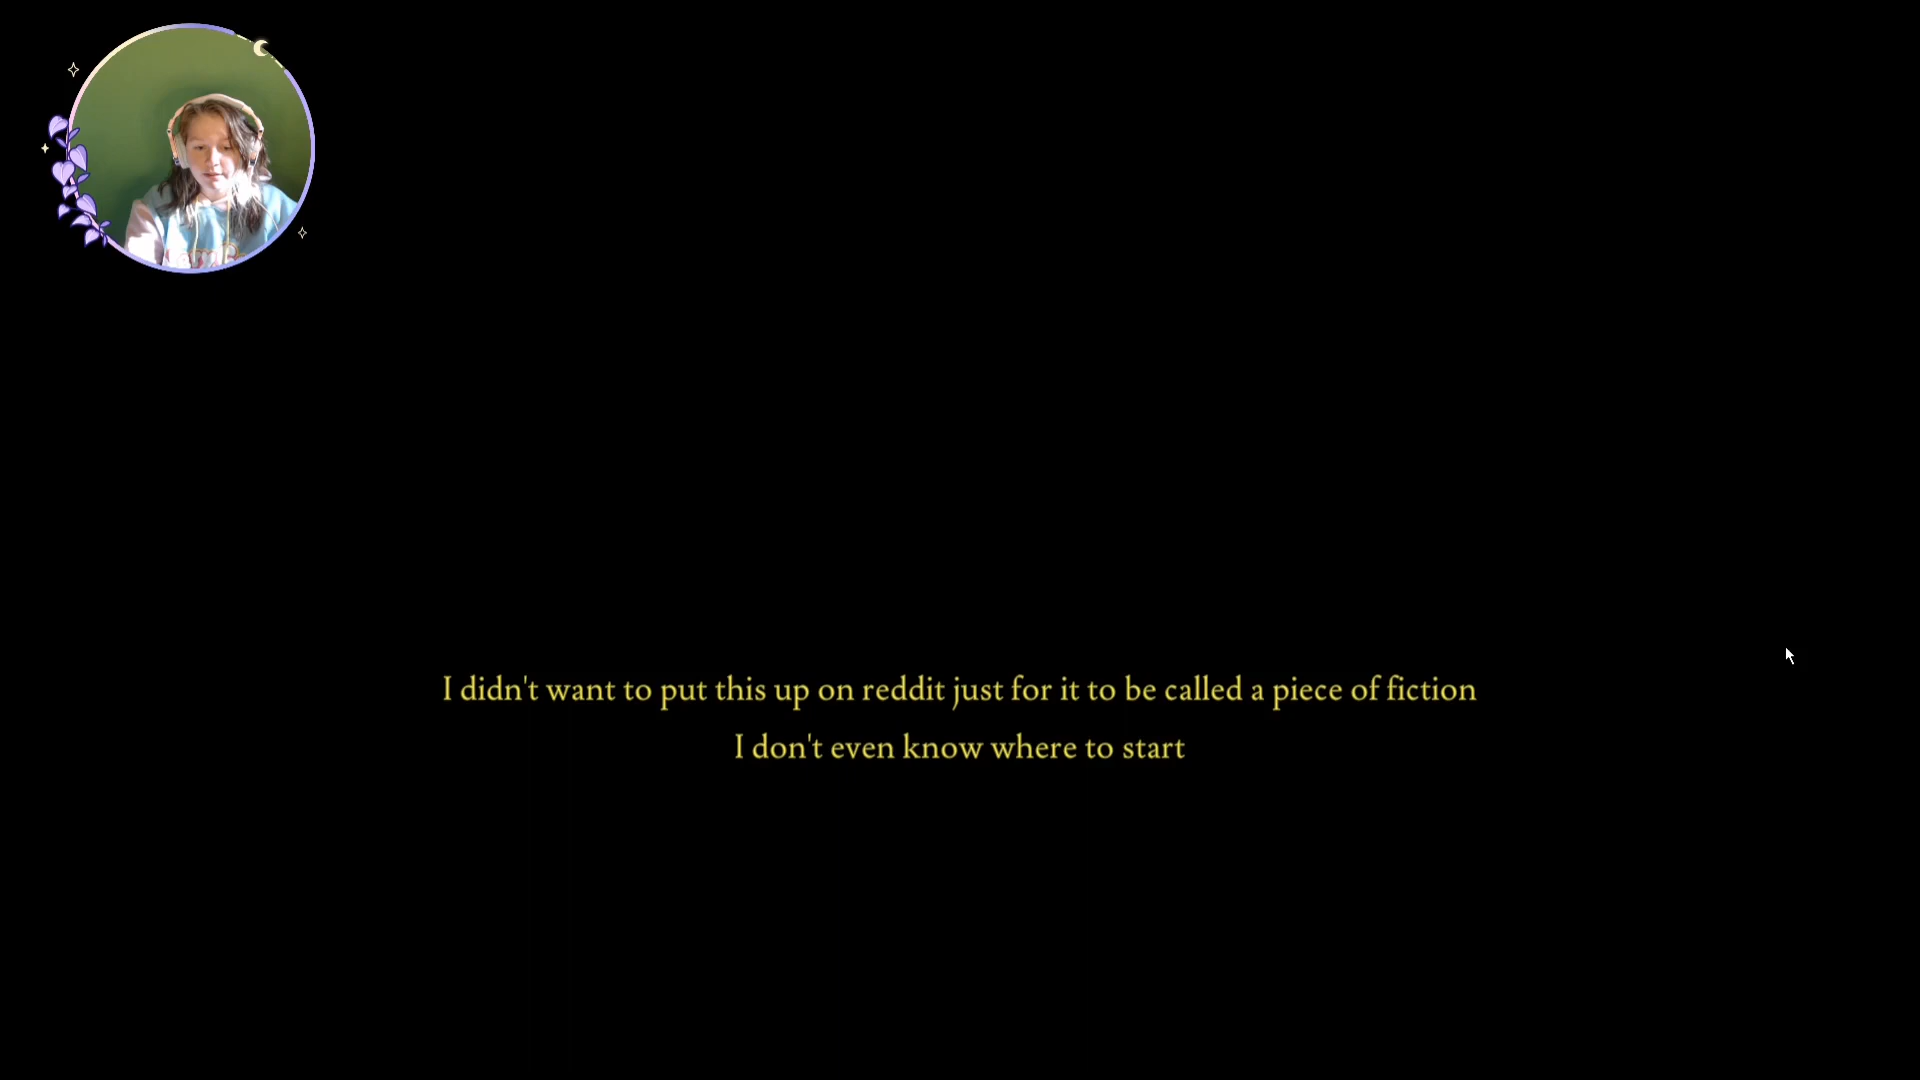 I didn't want to put this up on reddit just for it to be called a piece of fiction
I don't even know where to start